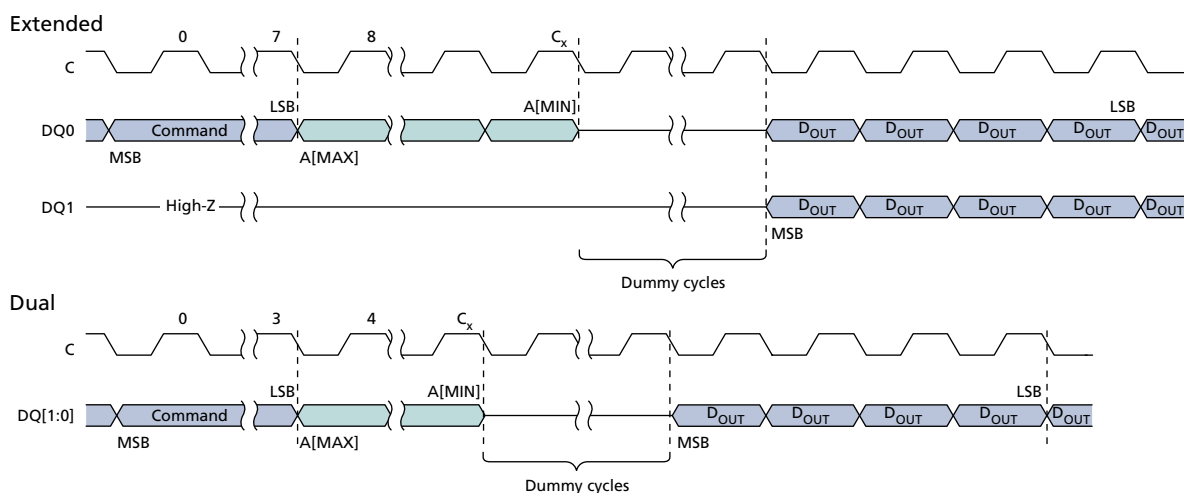 Extended
0 7 8 Cx
C
LSB A[MIN] LSB
DQ0 Command DOUT DOUT DOUT DOUT DOUT
MSB A[MAX]
DQ1 High-Z DOUT DOUT DOUT DOUT DOUT
MSB
Dummy cycles
Dual
0 3 4 Cx
C
LSB A[MIN] LSB
DQ[1:0] Command DOUT DOUT DOUT DOUT DOUT
MSB A[MAX] MSB
Dummy cycles